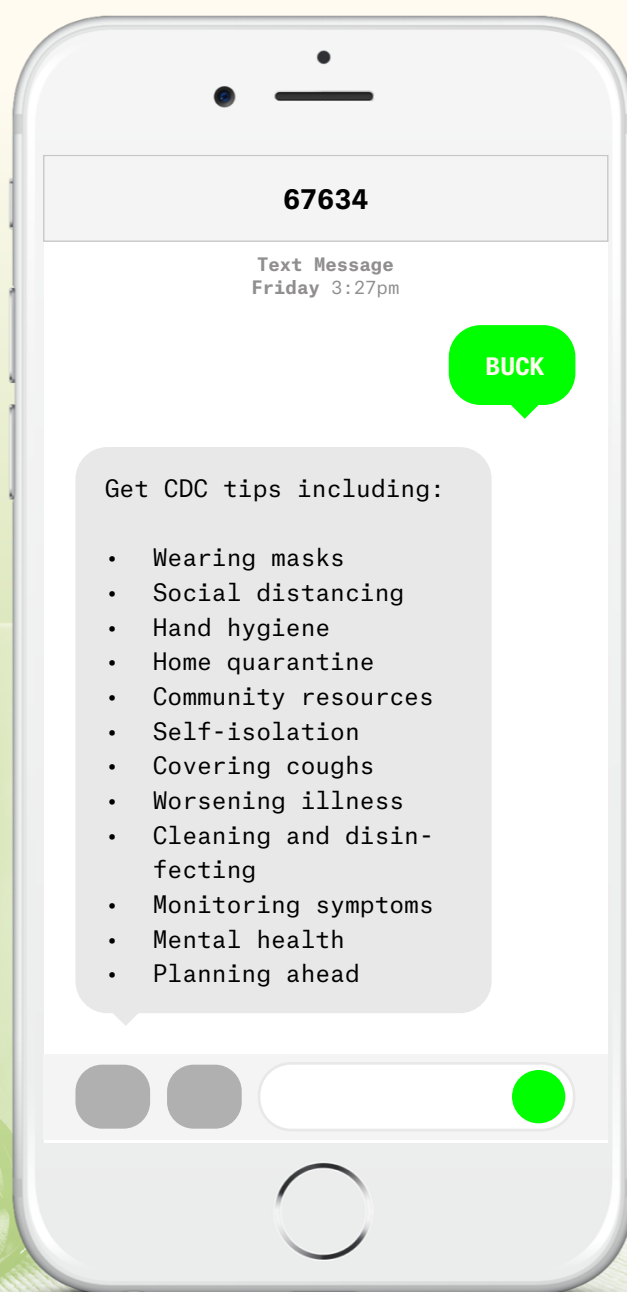 67634
Text Message
Friday 3:27pm
BUCK
Get CDC tips including:
• Wearing masks
• Social distancing
• Hand hygiene
• Home quarantine
• Community resources
• Self-isolation
• Covering coughs
• Worsening illness
• Cleaning and disin-
fecting
• Monitoring symptoms
• Mental health
• Planning ahead